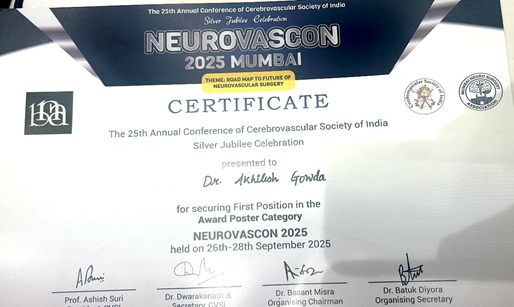 The 25th Annual Conference of Cerebrovascular Society of India
Silver Jubilee Celebration
NEUROVASCON
2025 MUMBAI
THEME: ROAD MAP TO FUTURE OF
NEUROVASCULAR SURGERY
CERTIFICATE
The 25th Annual Conference of Cerebrovascular Society of India
Silver Jubilee Celebration
presented to
Dr. Akhilesh Gowda
for securing First Position in the
Award Poster Category
NEUROVASCON 2025
held on 26th-28th September 2025
Prof. Ashish Suri
Dr. Dwarakanath S.
Secretary, CVSI
Dr. Basant Misra
Organising Chairman
Dr. Batuk Diyora
Organising Secretary